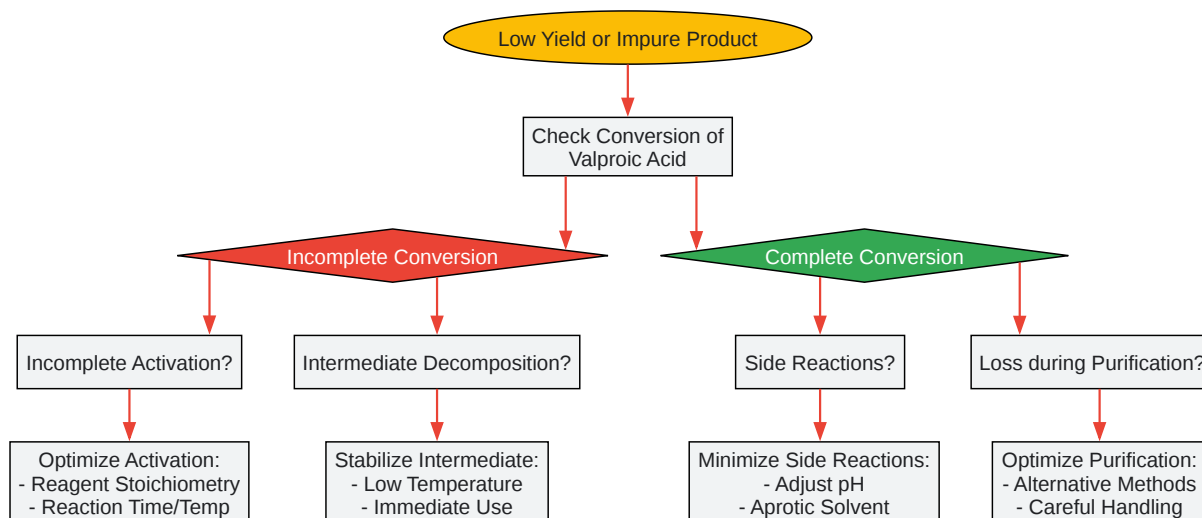 Low Yield or Impure Product
Check Conversion of
Valproic Acid
Incomplete Conversion
Complete Conversion
Incomplete Activation?
Intermediate Decomposition?
Side Reactions?
Loss during Purification?
Optimize Activation:
- Reagent Stoichiometry
- Reaction Time/Temp
Stabilize Intermediate:
- Low Temperature
- Immediate Use
Minimize Side Reactions:
- Adjust pH
- Aprotic Solvent
Optimize Purification:
- Alternative Methods
- Careful Handling